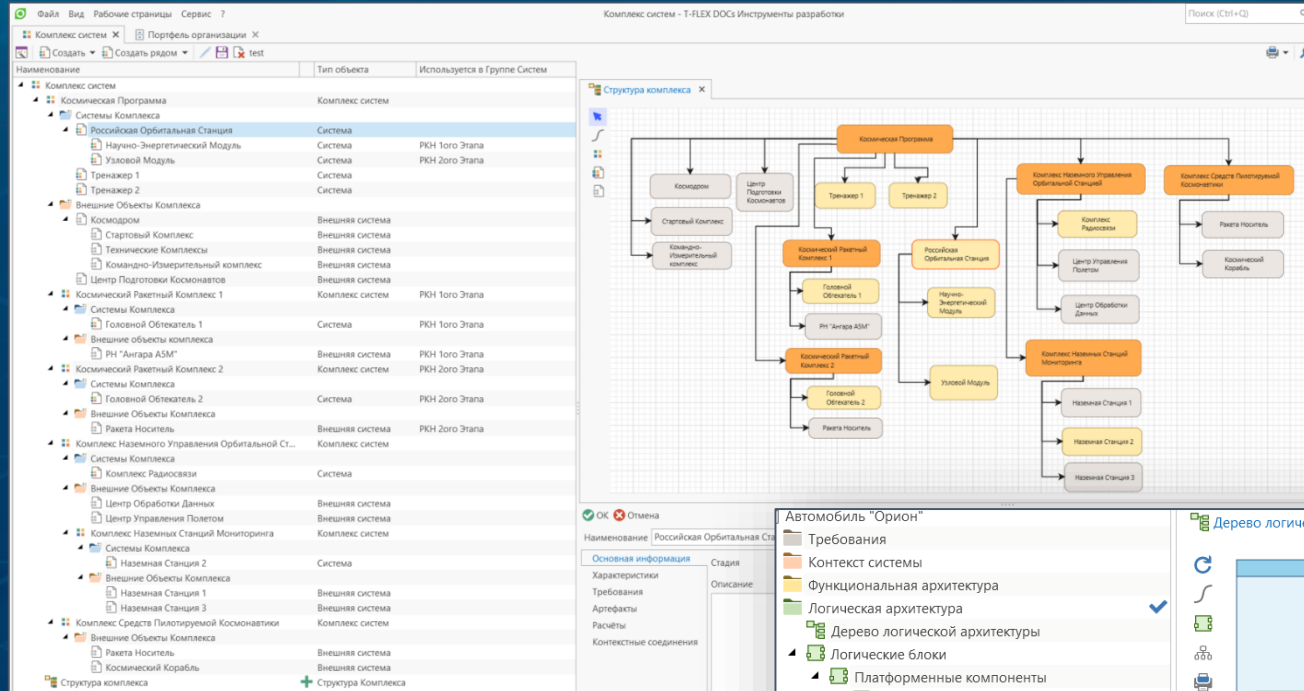 Файл Вид Рабочие страницы Сервис ?
Комплекс систем - T-FLEX DOCs Инструменты разработки
Поиск (Ctrl+Q)
Комплекс систем Портфель организации
Создать Создать рядом test
Наименование Тип объекта Используется в Группе Систем
Комплекс систем
Космическая Программа Комплекс систем
Системы Комплекса
Российская Орбитальная Станция Система
Научно-Энергетический Модуль Система РКН 1ого Этапа
Узловой Модуль Система РКН 2ого Этапа
Тренажер 1 Система
Тренажер 2 Система
Внешние Объекты Комплекса
Космодром Внешняя система
Стартовый Комплекс Внешняя система
Технические Комплексы Внешняя система
Командно-Измерительный комплекс Внешняя система
Центр Подготовки Космонавтов Внешняя система
Космический Ракетный Комплекс 1 Комплекс систем РКН 1ого Этапа
Системы Комплекса
Головной Обтекатель 1 Система РКН 1ого Этапа
Внешние объекты комплекса
РН "Ангара А5М" Внешняя система РКН 1ого Этапа
Космический Ракетный Комплекс 2 Комплекс систем РКН 2ого Этапа
Системы Комплекса
Головной Обтекатель 2 Система РКН 2ого Этапа
Внешние Объекты Комплекса
Ракета Носитель Внешняя система РКН 2ого Этапа
Комплекс Наземного Управления Орбитальной Ст... Комплекс систем
Системы Комплекса
Комплекс Радиосвязи Система
Внешние Объекты Комплекса
Центр Обработки Данных Внешняя система
Центр Управления Полетом Внешняя система
Комплекс Наземных Станций Мониторинга Комплекс систем
Системы Комплекса
Наземная Станция 2 Система
Внешние Объекты Комплекса
Наземная Станция 1 Внешняя система
Наземная Станция 3 Внешняя система
Комплекс Средств Пилотируемой Космонавтики Комплекс систем
Внешние Объекты Комплекса
Ракета Носитель Внешняя система
Космический Корабль Внешняя система
Структура комплекса Структура Комплекса
Структура комплекса
Космическая Программа
Космодром
Центр
Подготовки
Космонавтов
Стартовый Комплекс
Командно-
Измерительный
комплекс
Тренажер 1
Тренажер 2
Космический Ракетный
Комплекс 1
Головной
Обтекатель 1
РН "Ангара А5М"
Космический Ракетный
Комплекс 2
Головной
Обтекатель 2
Ракета Носитель
Российская
Орбитальная Станция
Научно-
Энергетический
Модуль
Узловой Модуль
Комплекс Наземного Управления
Орбитальной Станцией
Комплекс
Радиосвязи
Центр Управления
Полетом
Центр Обработки
Данных
Комплекс Наземных Станций
Мониторинга
Наземная Станция 1
Наземная Станция 2
Наземная Станция 3
Комплекс Средств Пилотируемой
Космонавтики
Ракета Носитель
Космический
Корабль
ОК Отмена
Наименование Российская Орбитальная Ста
Основная информация
Характеристики
Требования
Артефакты
Расчёты
Контекстные соединения
Стадия
Описание
Автомобиль "Орион"
Требования
Контекст системы
Функциональная архитектура
Логическая архитектура
Дерево логической архитектуры
Логические блоки
Платформенные компоненты
Дерево логиче